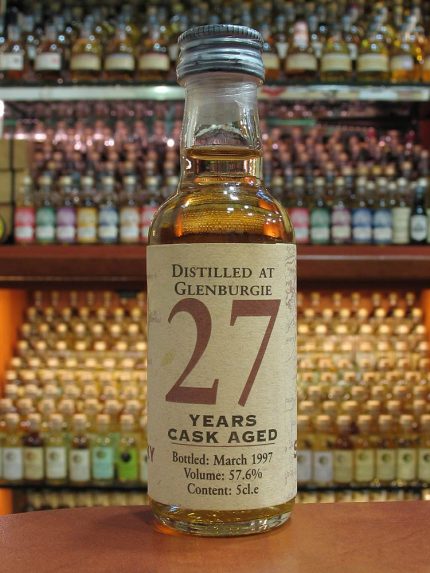 DISTILLED AT
GLENBURGIE
27
YEARS
CASK AGED
Bottled: March 1997
Volume: 57.6%
Content: 5cl.e